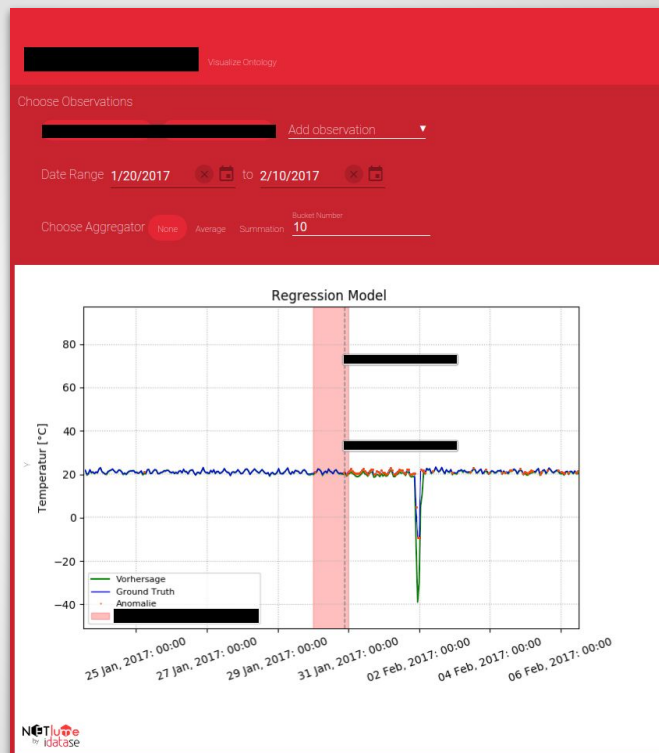 Visualize Ontology
Choose Observations
Add observation
Date Range 1/20/2017 to 2/10/2017
Bucket Number
Choose Aggregator None Average Summation 10
Regression Model
80
60
40
20
0
−20
−40
Temperatur [°C]
Vorhersage
Ground Truth
Anomalie
25 Jan, 2017: 00:00
27 Jan, 2017: 00:00
29 Jan, 2017: 00:00
31 Jan, 2017: 00:00
02 Feb, 2017: 00:00
04 Feb, 2017: 00:00
06 Feb, 2017: 00:00
NETlume
by idatase